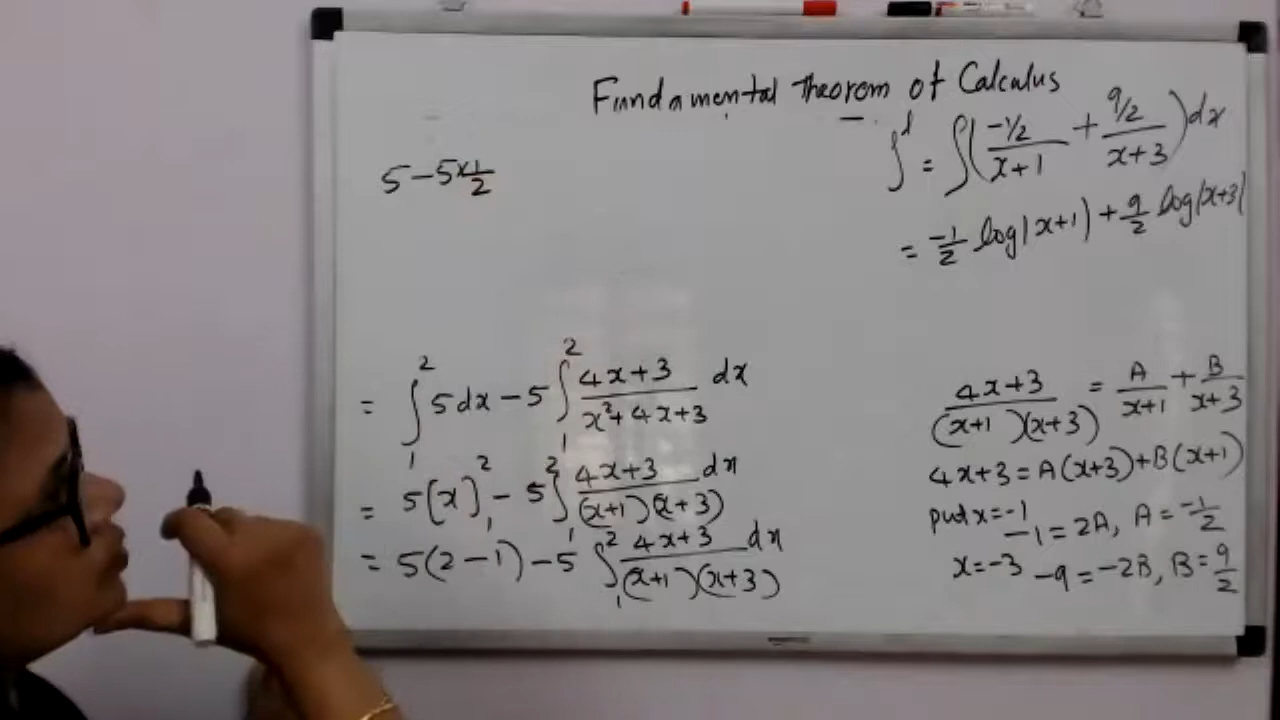 Fundamental theorem of Calculus
5-5×1/2
∫ = ∫(-1/2/(x+1) + 9/2/(x+3))dx
= -1/2 log|x+1| + 9/2 log|x+3|
= ∫₁² 5dx - 5 ∫₁² (4x+3)/(x²+4x+3) dx
= 5[x]₁² - 5 ∫₁² (4x+3)/((x+1)(x+3)) dx
= 5(2-1) - 5 ∫₁² (4x+3)/((x+1)(x+3)) dx
(4x+3)/((x+1)(x+3)) = A/(x+1) + B/(x+3)
4x+3 = A(x+3)+B(x+1)
put x=-1
-1=2A, A=-1/2
x=-3 -9=-2B, B=9/2